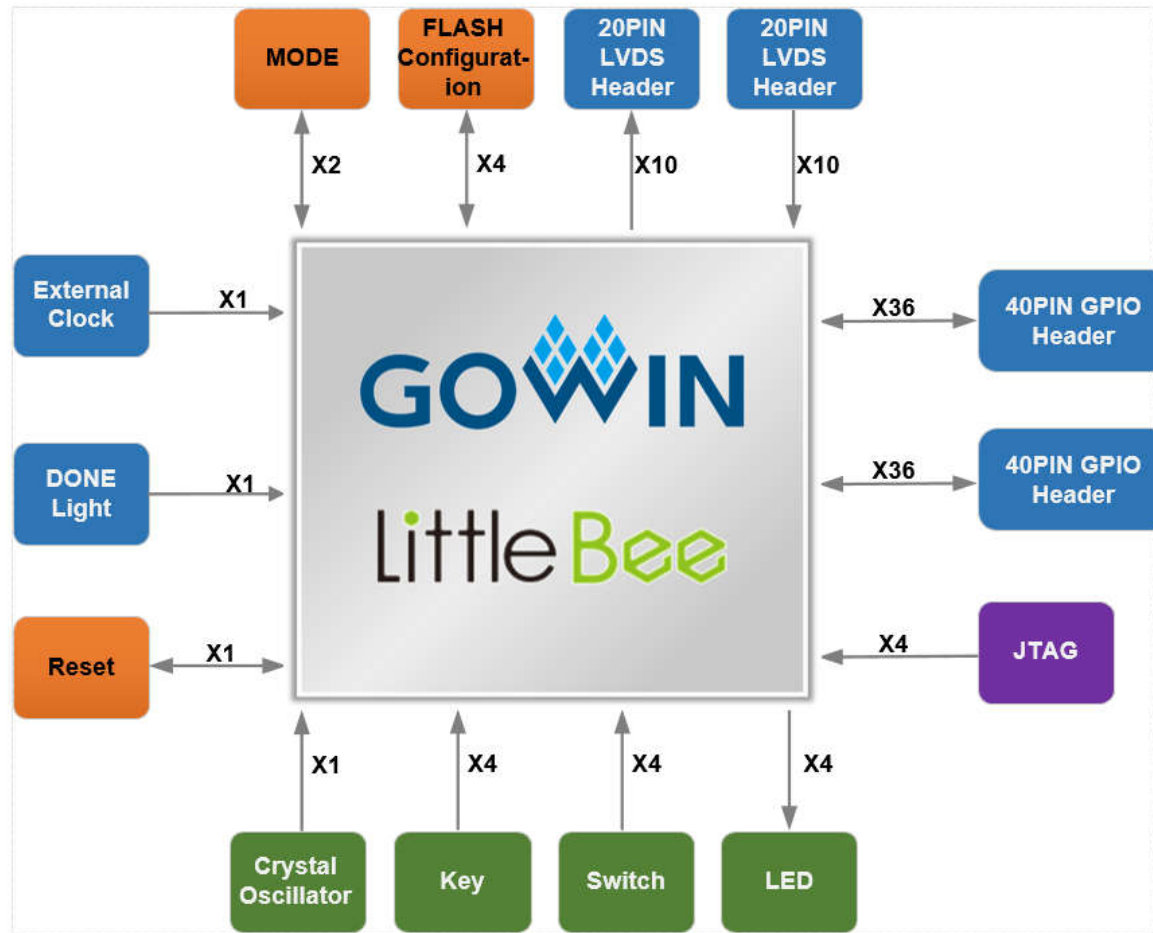 MODE
FLASH
Configurat-
ion
20PIN
LVDS
Header
20PIN
LVDS
Header
X2
X4
X10
X10
External
Clock
X1
X36
40PIN GPIO
Header
GOWIN
DONE
Light
X1
X36
40PIN GPIO
Header
LittleBee
Reset
X1
X4
JTAG
X1
X4
X4
X4
Crystal
Oscillator
Key
Switch
LED